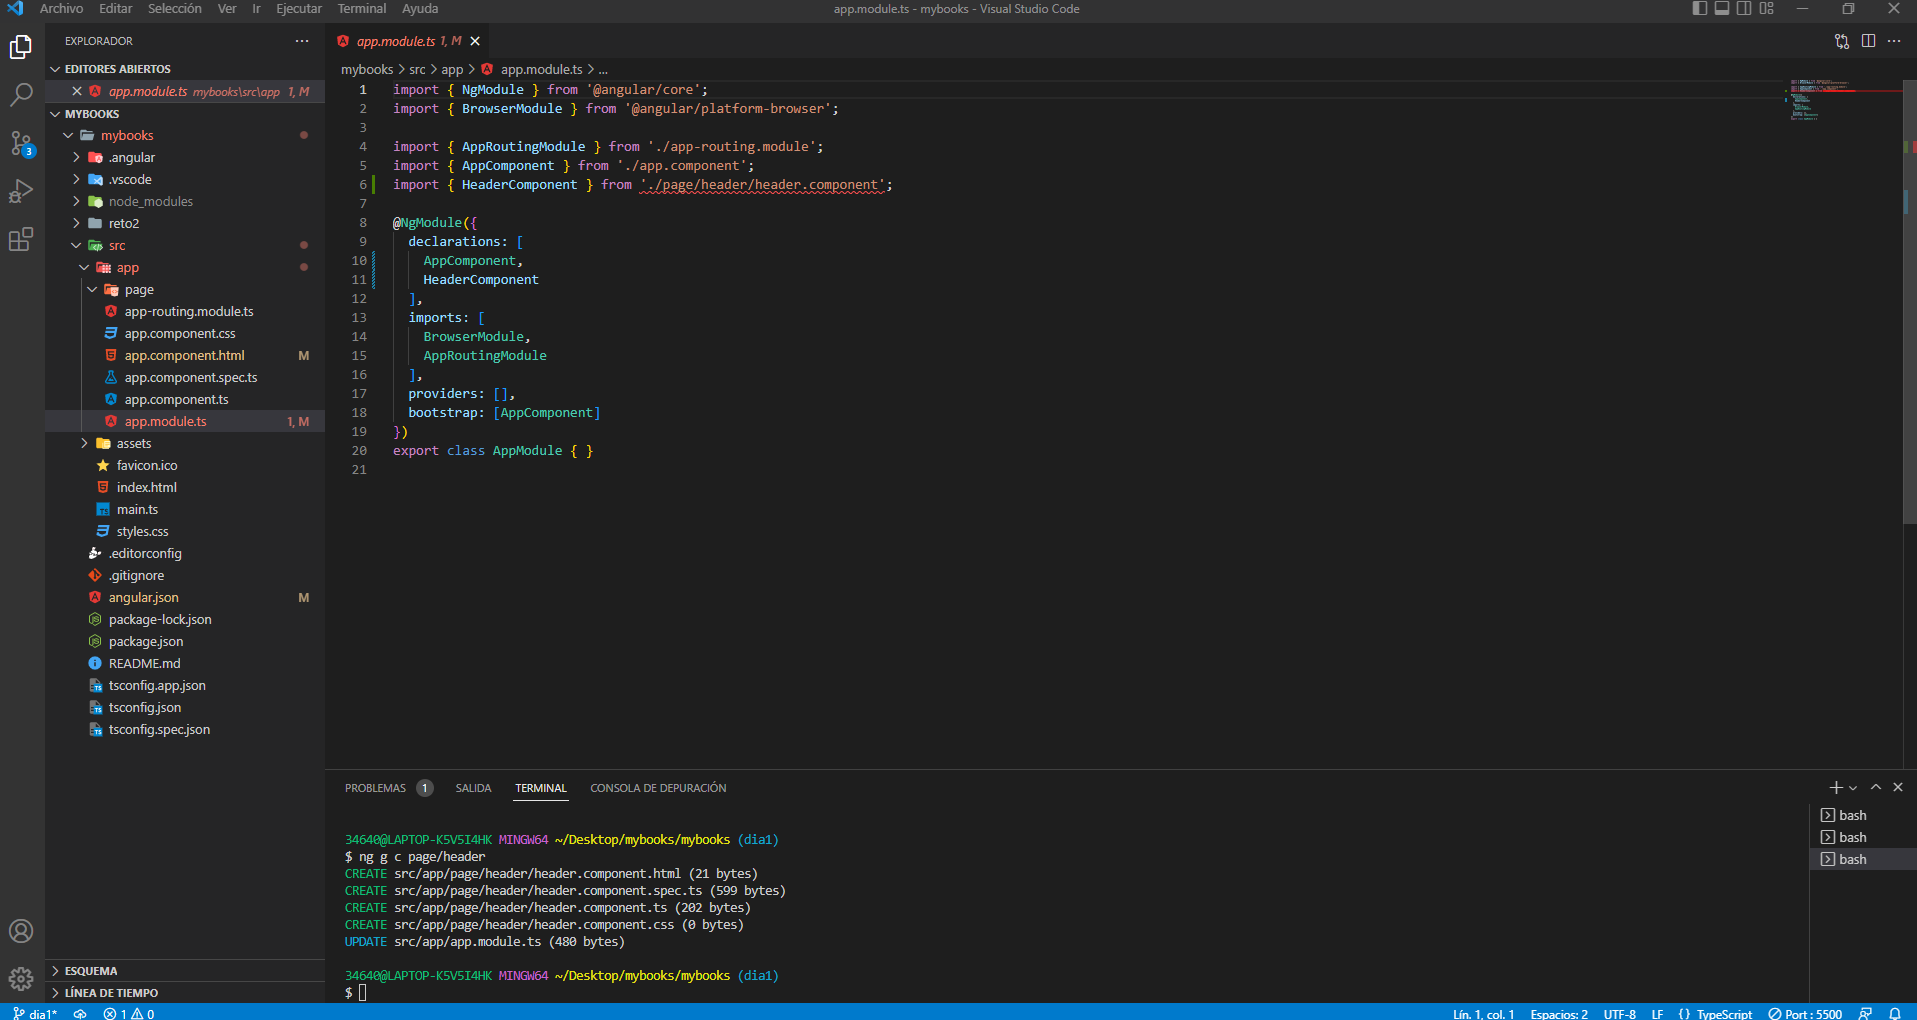 Archivo Editar Selección Ver Ir Ejecutar Terminal Ayuda
app.module.ts - mybooks - Visual Studio Code
EXPLORADOR
EDITORES ABIERTOS
app.module.ts mybooks\src\app 1, M
MYBOOKS
mybooks
.angular
.vscode
node_modules
reto2
src
app
page
app-routing.module.ts
app.component.css
app.component.html M
app.component.spec.ts
app.component.ts
app.module.ts 1, M
assets
favicon.ico
index.html
main.ts
styles.css
.editorconfig
.gitignore
angular.json M
package-lock.json
package.json
README.md
tsconfig.app.json
tsconfig.json
tsconfig.spec.json
ESQUEMA
LÍNEA DE TIEMPO
3
app.module.ts 1, M
mybooks > src > app > app.module.ts > ...
1 import { NgModule } from '@angular/core';
2 import { BrowserModule } from '@angular/platform-browser';
3
4 import { AppRoutingModule } from './app-routing.module';
5 import { AppComponent } from './app.component';
6 import { HeaderComponent } from './page/header/header.component';
7
8 @NgModule({
9 declarations: [
10 AppComponent,
11 HeaderComponent
12 ],
13 imports: [
14 BrowserModule,
15 AppRoutingModule
16 ],
17 providers: [],
18 bootstrap: [AppComponent]
19 })
20 export class AppModule { }
21
PROBLEMAS 1 SALIDA TERMINAL CONSOLA DE DEPURACIÓN
34640@LAPTOP-K5V5I4HK MINGW64 ~/Desktop/mybooks/mybooks (dia1)
$ ng g c page/header
CREATE src/app/page/header/header.component.html (21 bytes)
CREATE src/app/page/header/header.component.spec.ts (599 bytes)
CREATE src/app/page/header/header.component.ts (202 bytes)
CREATE src/app/page/header/header.component.css (0 bytes)
UPDATE src/app/app.module.ts (480 bytes)
34640@LAPTOP-K5V5I4HK MINGW64 ~/Desktop/mybooks/mybooks (dia1)
$
bash
bash
bash
dia1* 1 0 Lín. 1, col. 1 Espacios: 2 UTF-8 LF {} TypeScript Port : 5500